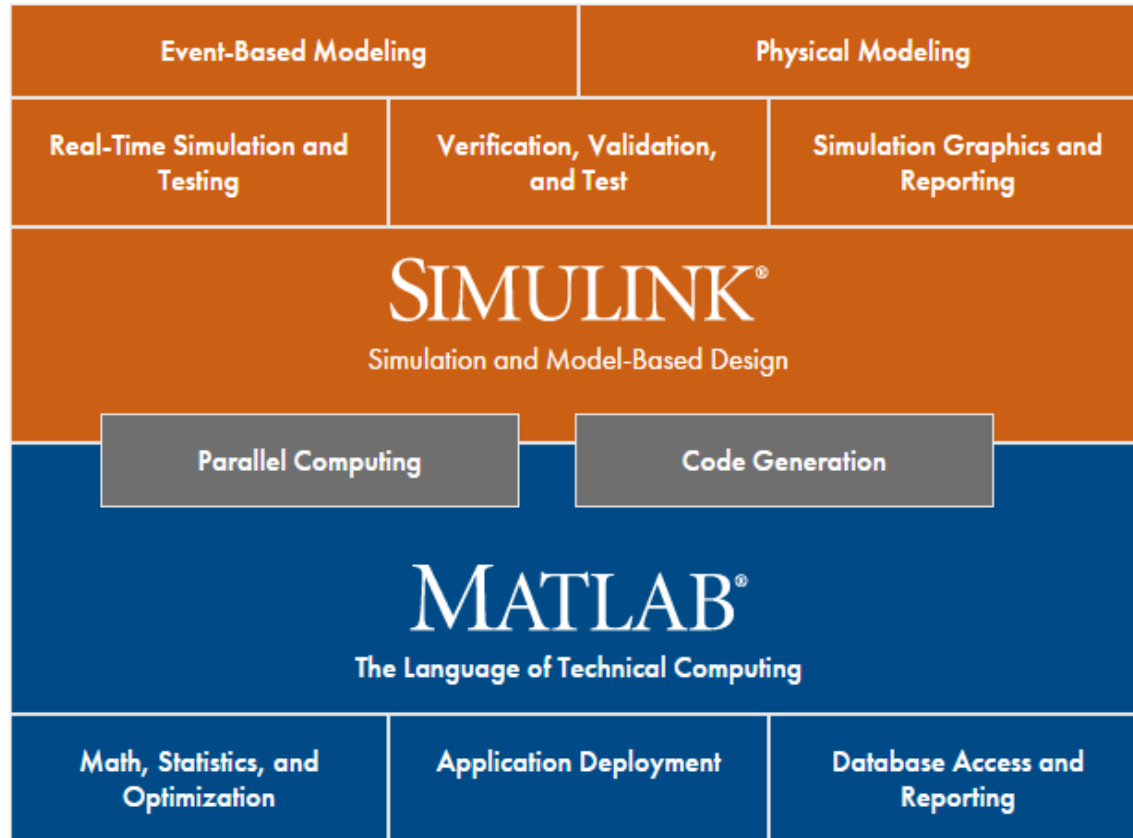 Event-Based Modeling
Physical Modeling
Real-Time Simulation and
Testing
Verification, Validation,
and Test
Simulation Graphics and
Reporting
SIMULINK®
Simulation and Model-Based Design
Parallel Computing
Code Generation
MATLAB®
The Language of Technical Computing
Math, Statistics, and
Optimization
Application Deployment
Database Access and
Reporting